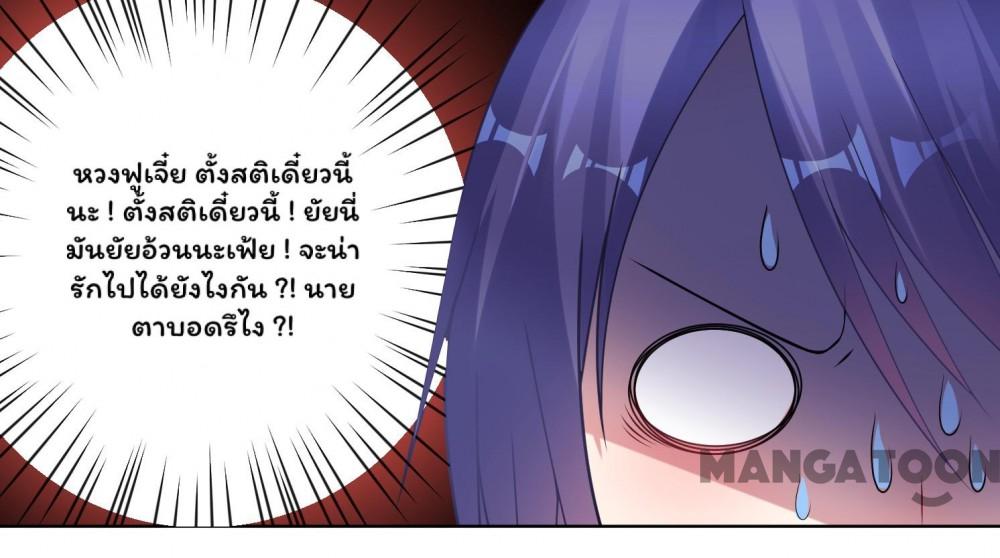 หวงฟูเจี๋ย ตั้งสติเดี๋ยวนี้
นะ ! ตั้งสติเดี๋ยวนี้ ! ยัยนี่
มันยัยอ้วนนะเฟ้ย ! จะน่า
รักไปได้ยังไงกัน ?! นาย
ตาบอดรึไง ?!
MANGATOON